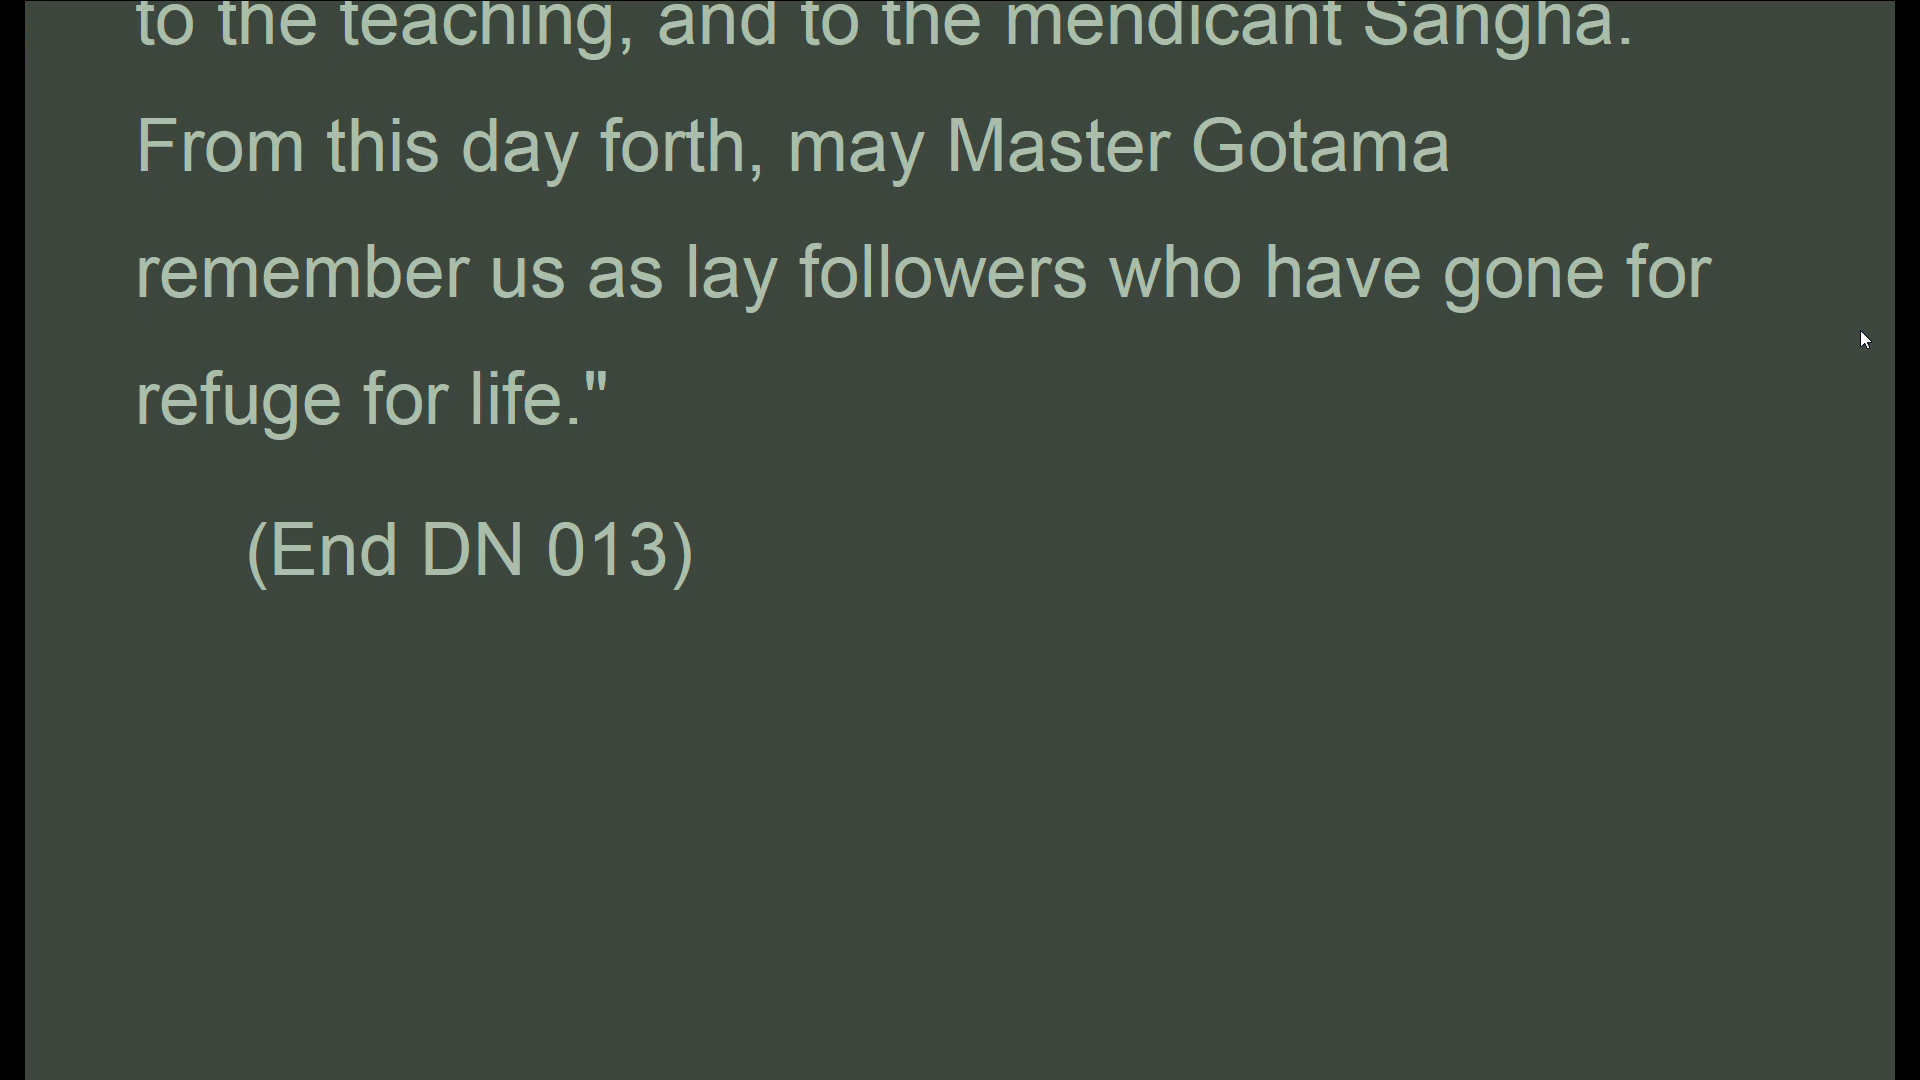 to the teaching, and to the mendicant Sangha.
From this day forth, may Master Gotama
remember us as lay followers who have gone for
refuge for life."
(End DN 013)